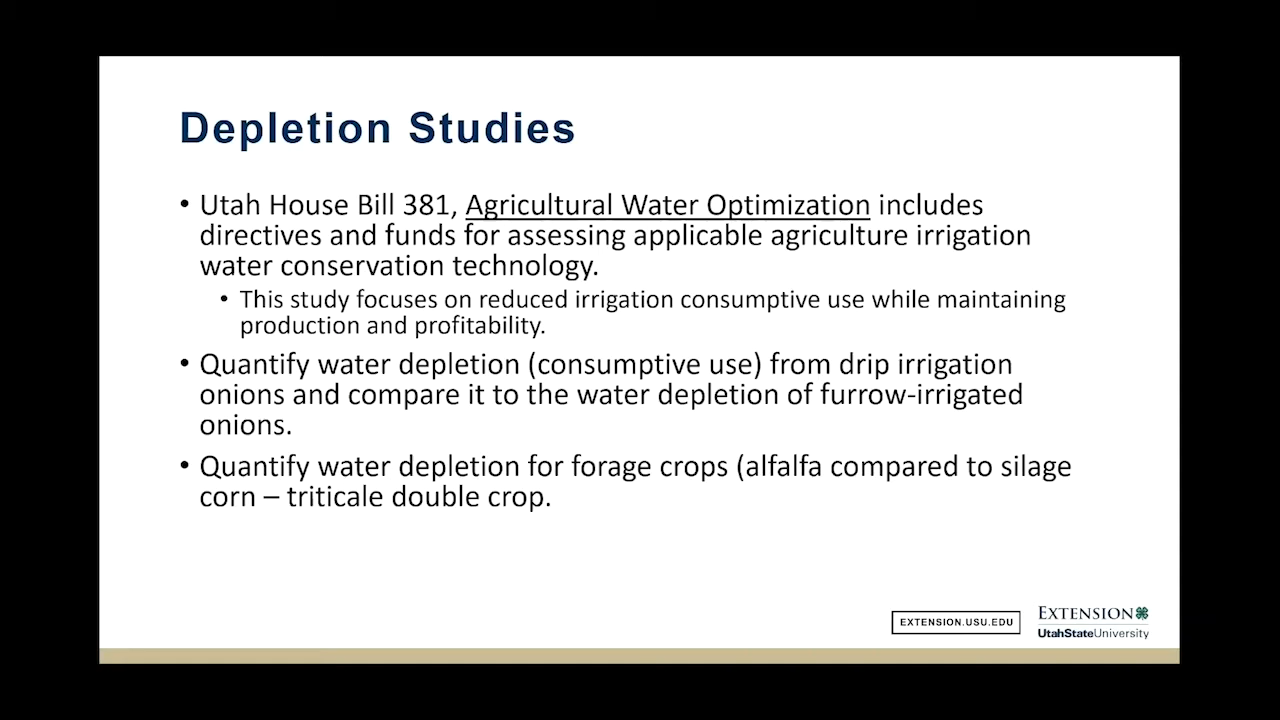 Depletion Studies
• Utah House Bill 381, Agricultural Water Optimization includes
directives and funds for assessing applicable agriculture irrigation
water conservation technology.
• This study focuses on reduced irrigation consumptive use while maintaining
production and profitability.
• Quantify water depletion (consumptive use) from drip irrigation
onions and compare it to the water depletion of furrow-irrigated
onions.
• Quantify water depletion for forage crops (alfalfa compared to silage
corn – triticale double crop.
EXTENSION.USU.EDU
EXTENSION
UtahStateUniversity